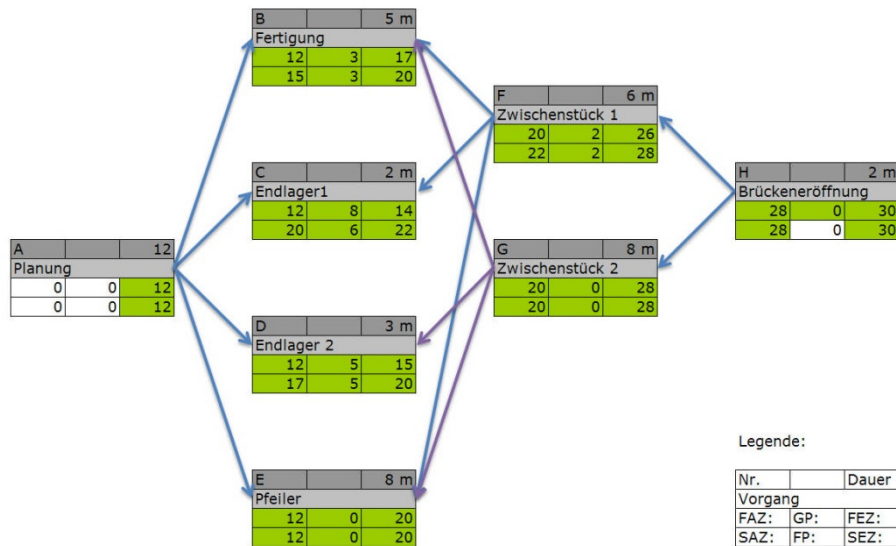 B 5 m
Fertigung
12 3 17
15 3 20
F 6 m
Zwischenstück 1
20 2 26
22 2 28
C 2 m
Endlager1
12 8 14
20 6 22
H 2 m
Brückeneröffnung
28 0 30
28 0 30
A 12
Planung
0 0 12
0 0 12
G 8 m
Zwischenstück 2
20 0 28
20 0 28
D 3 m
Endlager 2
12 5 15
17 5 20
E 8 m
Pfeiler
12 0 20
12 0 20
Legende:
Nr. Dauer
Vorgang
FAZ: GP: FEZ:
SAZ: FP: SEZ: